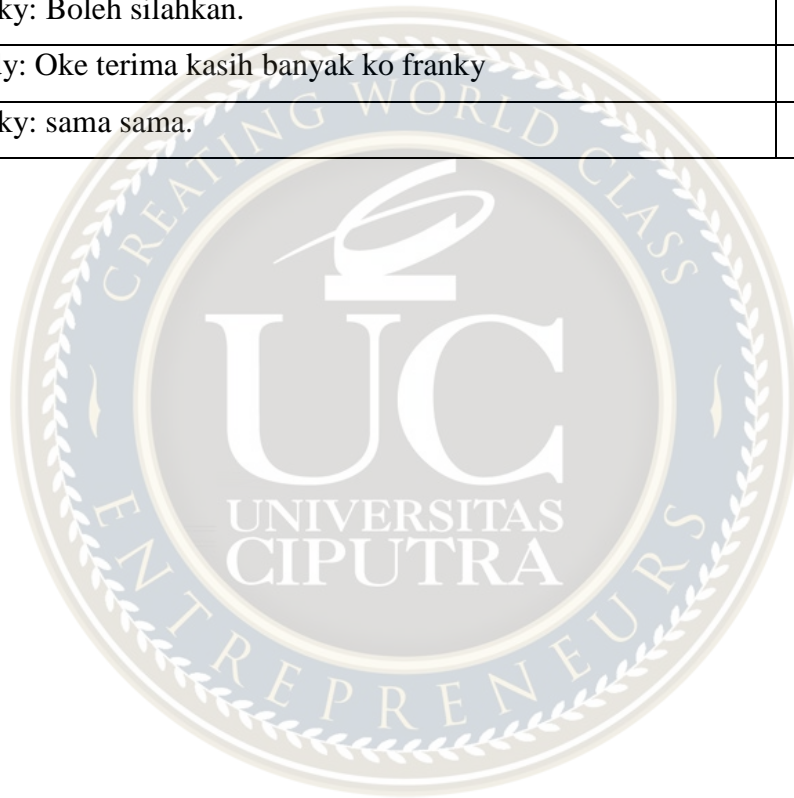 ky: Boleh silahkan.
y: Oke terima kasih banyak ko franky
ky: sama sama.
CREATING WORLD CLASS
UC
UNIVERSITAS
CIPUTRA
ENTREPRENEURS